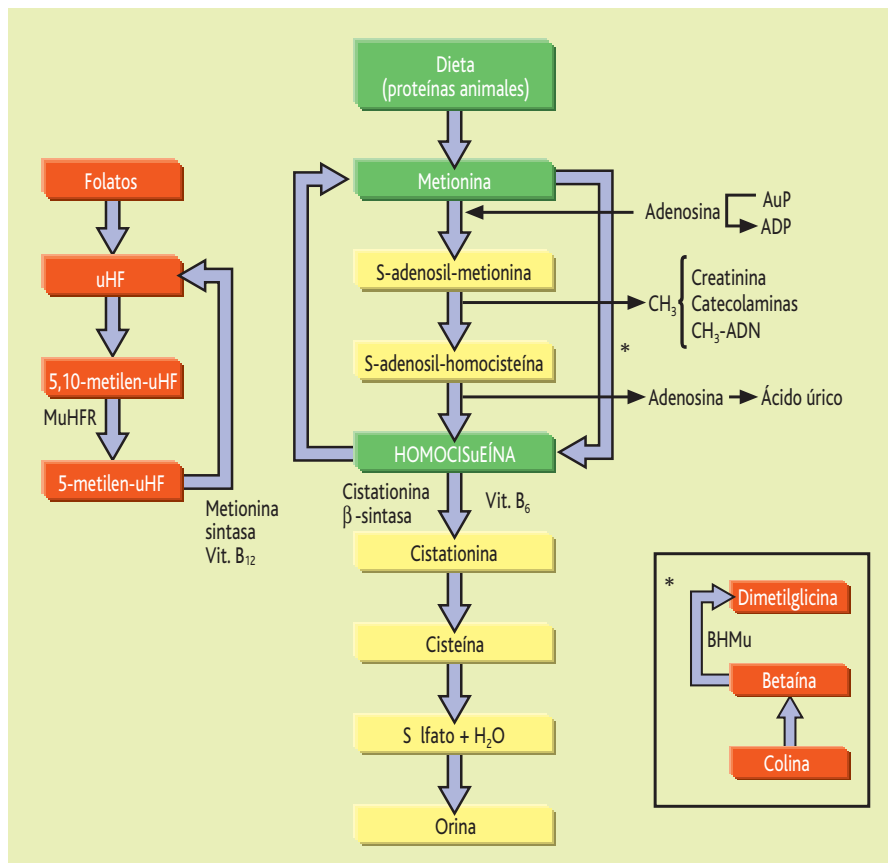 Dieta
(proteínas animales)
Metionina
Adenosina
AuP
ADP
S-adenosil-metionina
CH₃
Creatinina
Catecolaminas
CH₃-ADN
S-adenosil-homocisteína
*
Adenosina
Ácido úrico
HOMOCISuEÍNA
Cistationina
β-sintasa
Vit. B₆
Cistationina
Cisteína
S lfato + H₂O
Orina
Folatos
uHF
5,10-metilen-uHF
MuHFR
5-metilen-uHF
Metionina
sintasa
Vit. B₁₂
*
Dimetilglicina
BHMu
Betaína
Colina